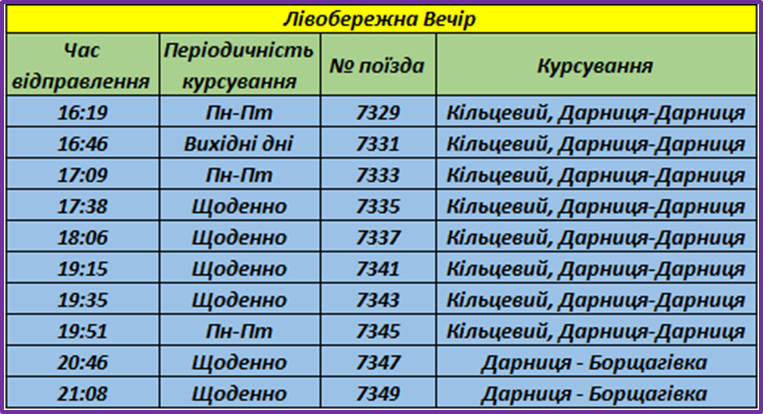 Лівобережна Вечір
Час відправлення Періодичність курсування № поїзда Курсування
16:19 Пн-Пт 7329 Кільцевий, Дарниця-Дарниця
16:46 Вихідні дні 7331 Кільцевий, Дарниця-Дарниця
17:09 Пн-Пт 7333 Кільцевий, Дарниця-Дарниця
17:38 Щоденно 7335 Кільцевий, Дарниця-Дарниця
18:06 Щоденно 7337 Кільцевий, Дарниця-Дарниця
19:15 Щоденно 7341 Кільцевий, Дарниця-Дарниця
19:35 Щоденно 7343 Кільцевий, Дарниця-Дарниця
19:51 Пн-Пт 7345 Кільцевий, Дарниця-Дарниця
20:46 Щоденно 7347 Дарниця - Борщагівка
21:08 Щоденно 7349 Дарниця - Борщагівка